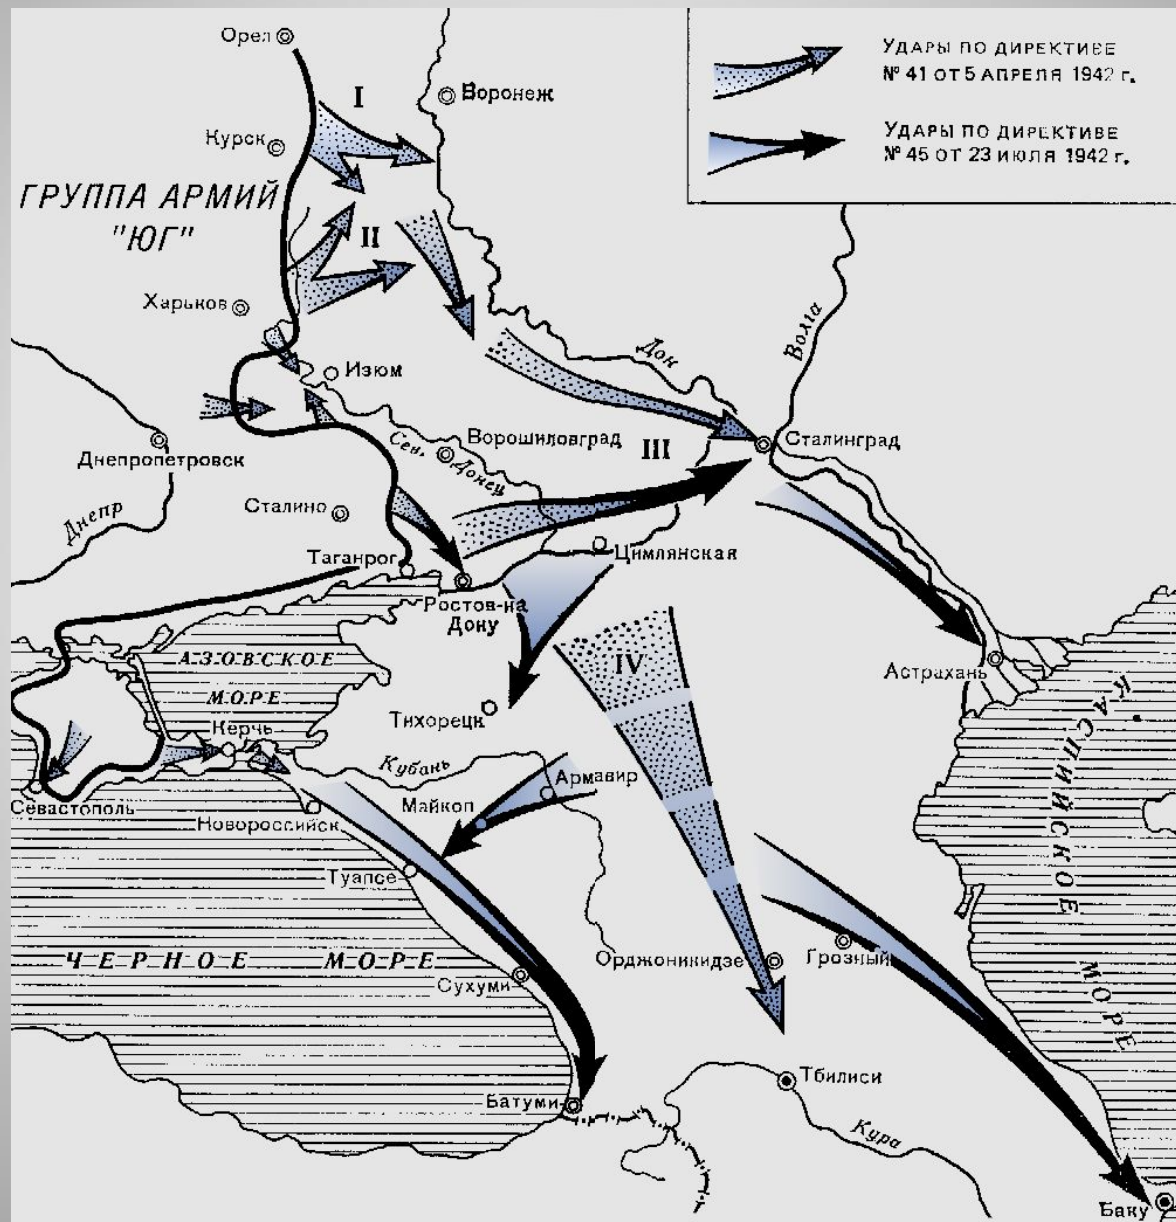 Орел
Воронеж
I
Курск
УДАРЫ ПО ДИРЕКТИВЕ
№ 41 ОТ 5 АПРЕЛЯ 1942 г.
УДАРЫ ПО ДИРЕКТИВЕ
№ 45 ОТ 23 ИЮЛЯ 1942 г.
ГРУППА АРМИЙ
"ЮГ"
II
Харьков
Изюм
Дон
Волга
Днепропетровск
Днепр
Сев. Донец
Ворошиловград
III
Сталинград
Сталино
Таганрог
Цимлянская
Ростов-на
Дону
АЗОВСКОЕ
МОРЕ
IV
Астрахань
Тихорецк
Керчь
Кубань
Армавир
Майкоп
Севастополь
Новороссийск
Туапсе
КАСПИЙСКОЕ
МОРЕ
ЧЕРНОЕ МОРЕ
Сухуми
Орджоникидзе
Грозный
Батуми
Тбилиси
Кура
Баку